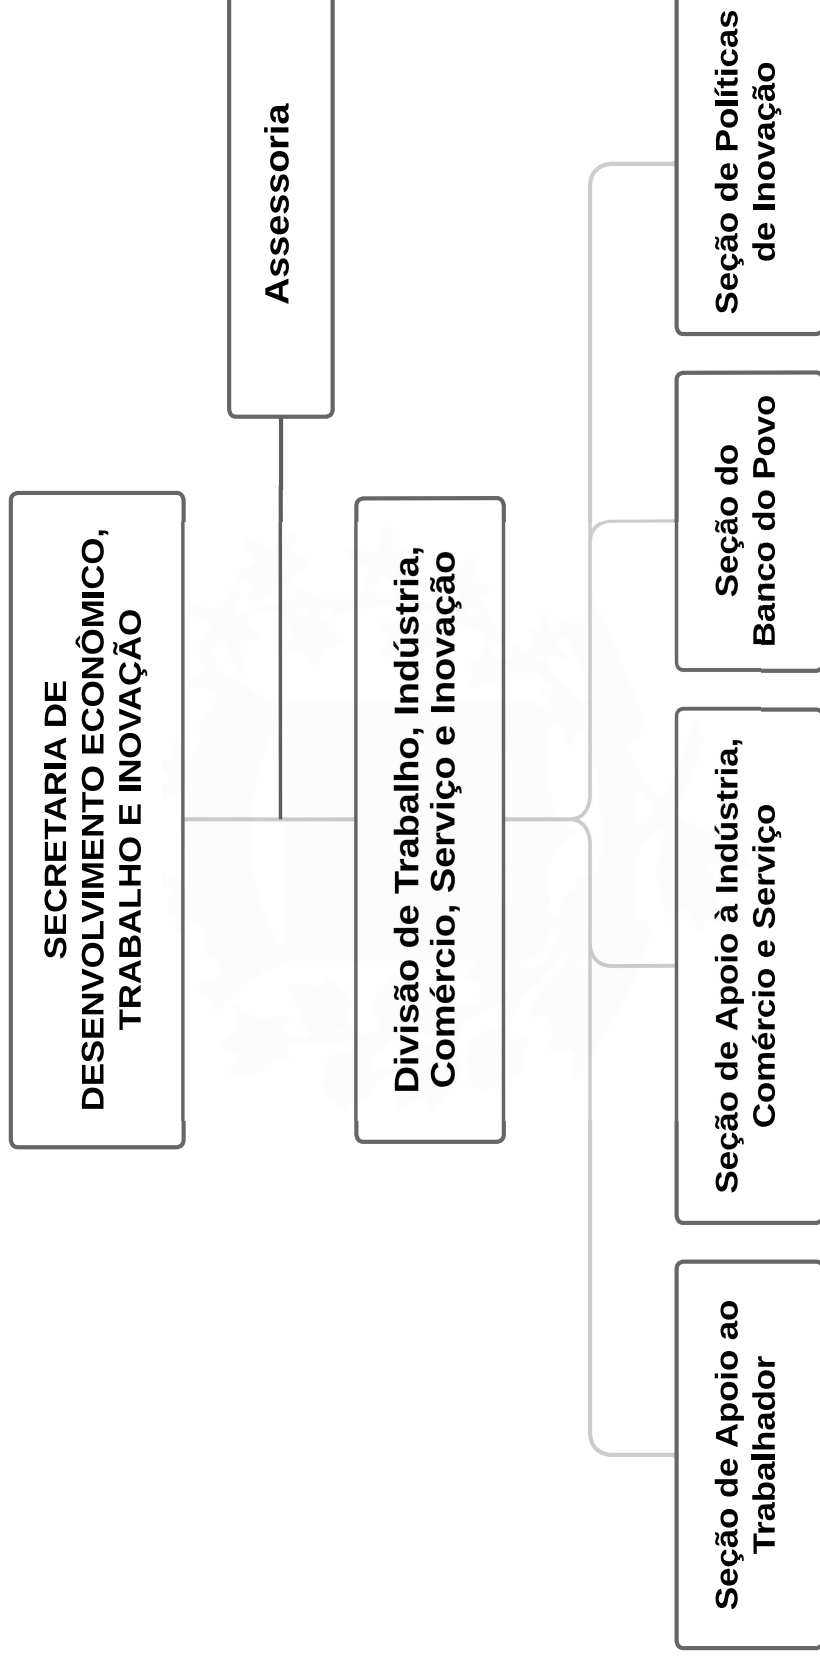 SECRETARIA DE
DESENVOLVIMENTO ECONÔMICO,
TRABALHO E INOVAÇÃO
Assessoria
Divisão de Trabalho, Indústria,
Comércio, Serviço e Inovação
Seção de Apoio ao
Trabalhador
Seção de Apoio à Indústria,
Comércio e Serviço
Seção do
Banco do Povo
Seção de Políticas
de Inovação